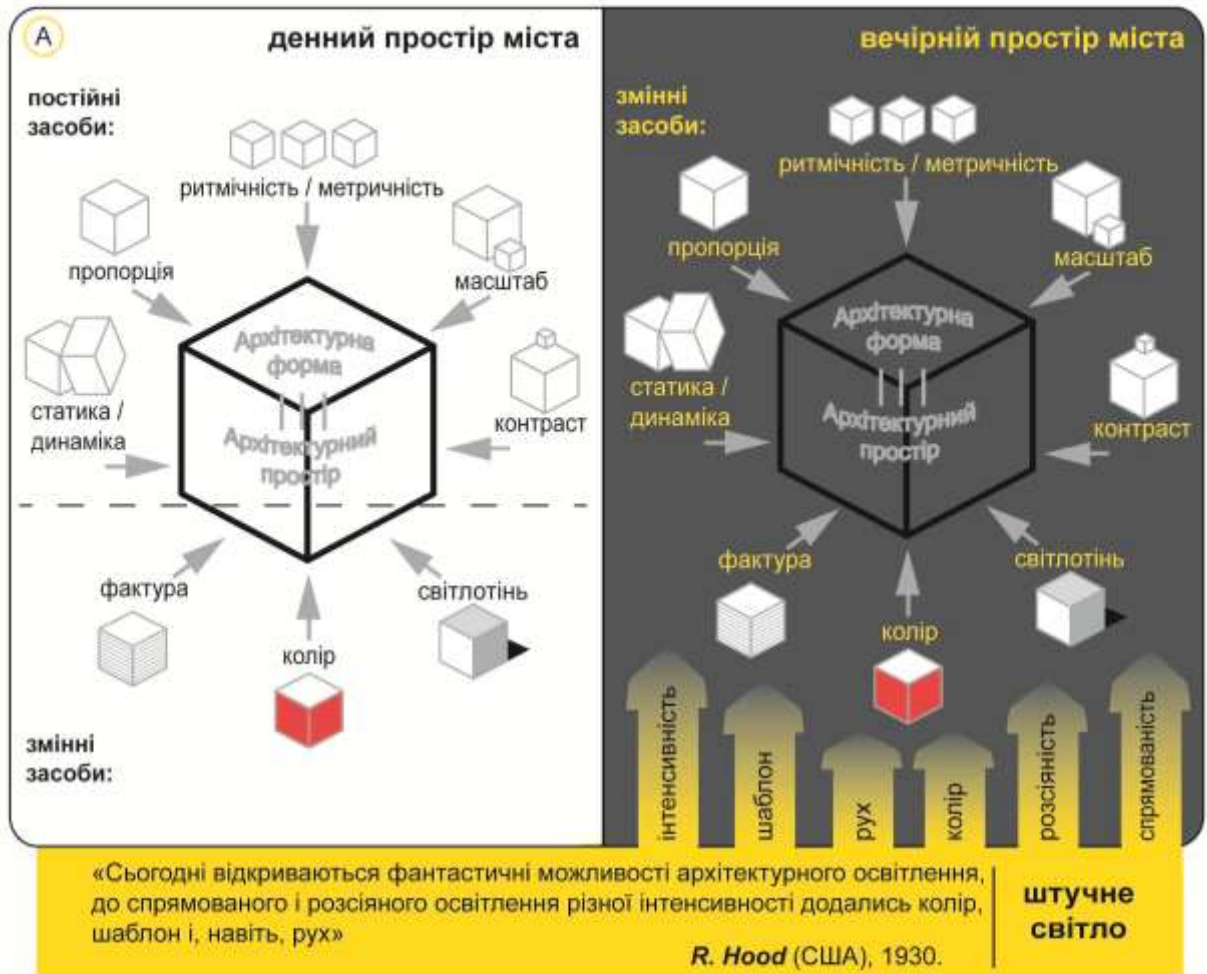 A
денний простір міста
постійні
засоби:
ритмічність / метричність
пропорція
масштаб
Архітектурна
форма
статика /
динаміка
Архітектурний
простір
контраст
фактура
світлотінь
колір
змінні
засоби:
вечірній простір міста
змінні
засоби:
ритмічність / метричність
пропорція
масштаб
Архітектурна
форма
статика /
динаміка
Архітектурний
простір
контраст
фактура
світлотінь
колір
інтенсивність
шаблон
рух
колір
розсіяність
спрямованість
«Сьогодні відкриваються фантастичні можливості архітектурного освітлення,
до спрямованого і розсіяного освітлення різної інтенсивності додались колір,
шаблон і, навіть, рух»
R. Hood (США), 1930.
штучне
світло